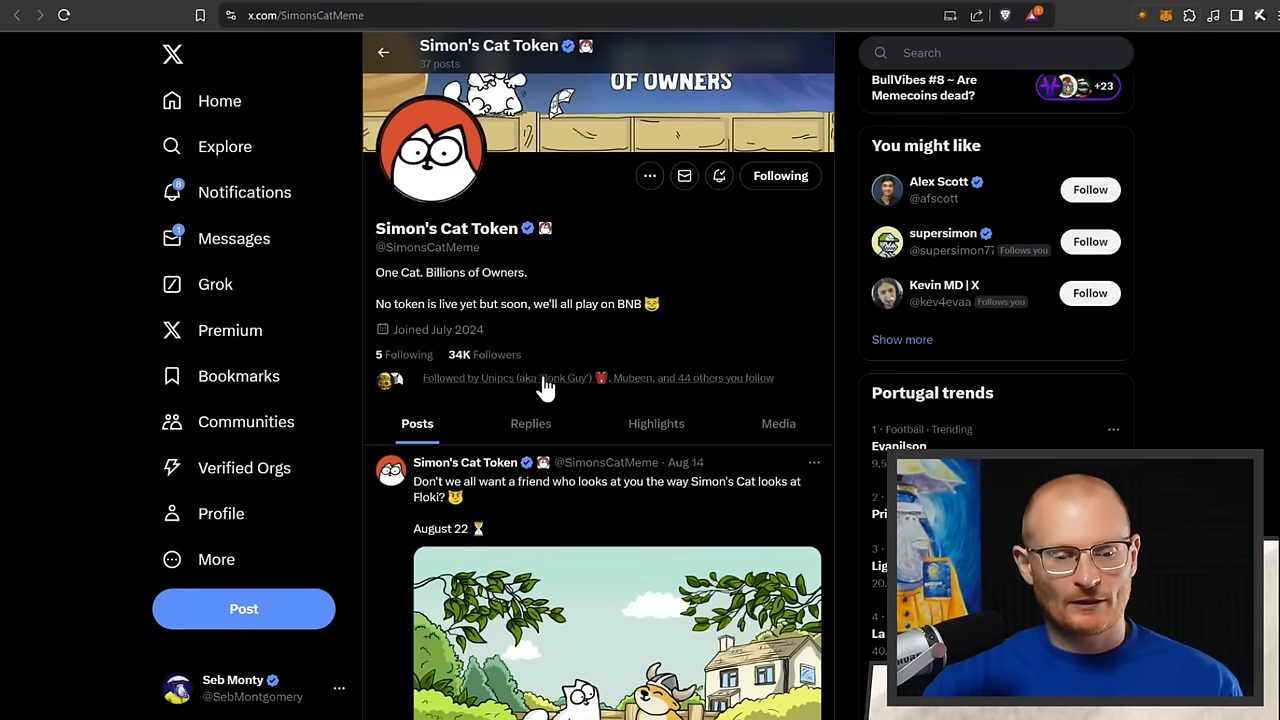 x.com/SimonsCatMeme
Home
Explore
8
Notifications
1
Messages
Grok
Premium
Bookmarks
Communities
Verified Orgs
Profile
More
Post
Seb Monty
@SebMontgomery
Simon's Cat Token
37 posts
OF OWNERS
Following
Simon's Cat Token
@SimonsCatMeme
One Cat. Billions of Owners.
No token is live yet but soon, we'll all play on BNB 😼
Joined July 2024
5 Following 34K Followers
Followed by Unipcs (aka 'Bonk Guy') 👹, Mubeen, and 44 others you follow
Posts Replies Highlights Media
Simon's Cat Token @SimonsCatMeme · Aug 14
Don't we all want a friend who looks at you the way Simon's Cat looks at
Floki? 😼
August 22 ⏳
Search
BullVibes #8 ~ Are
Memecoins dead?
+23
You might like
Alex Scott
@afscott
Follow
supersimon
@supersimon77 Follows you
Follow
Kevin MD | X
@kev4evaa Follows you
Follow
Show more
Portugal trends
1 · Football · Trending
Evanilson